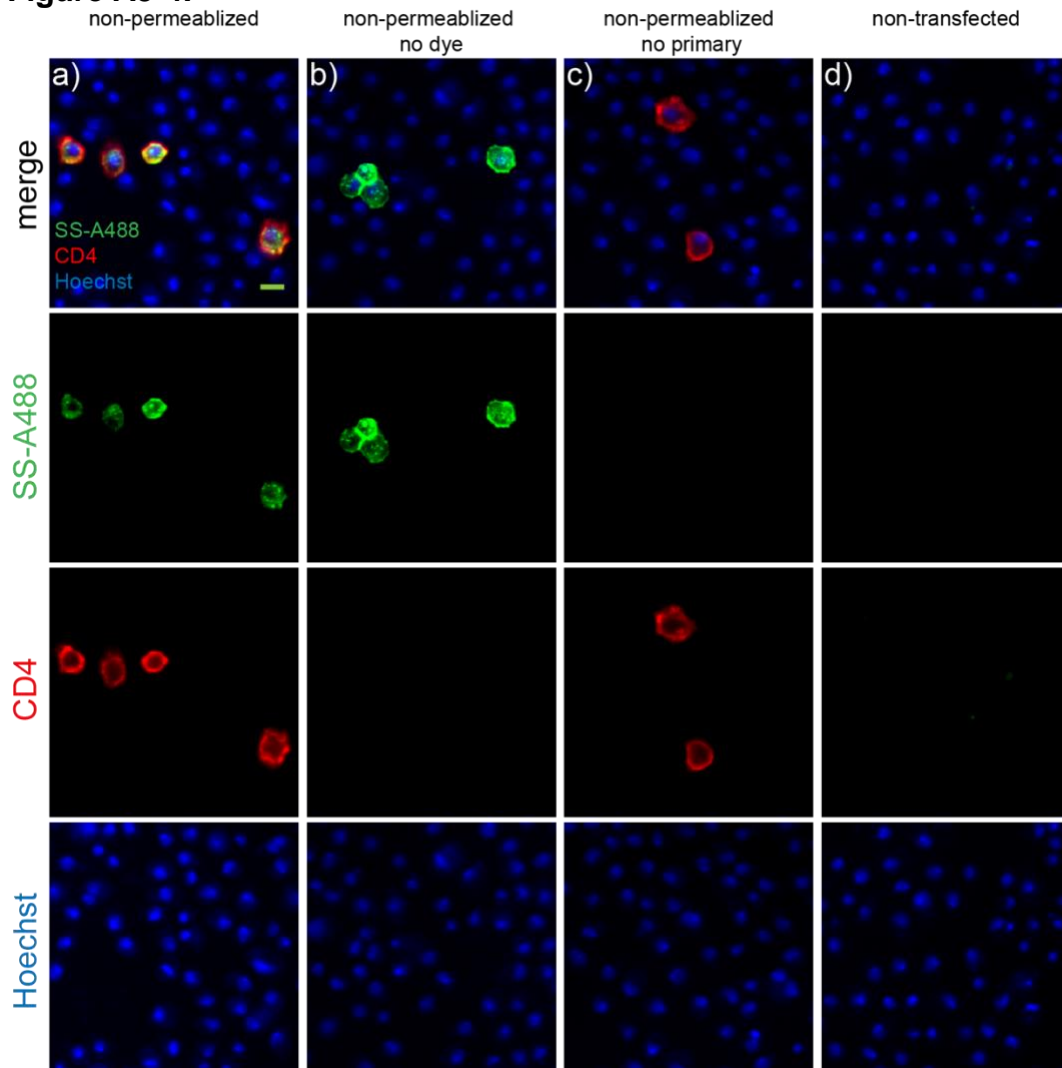 non-permeablized
non-permeablized
no dye
non-permeablized
no primary
non-transfected
merge
a)
b)
c)
d)
SS-A488
CD4
Hoechst
SS-A488
CD4
Hoechst